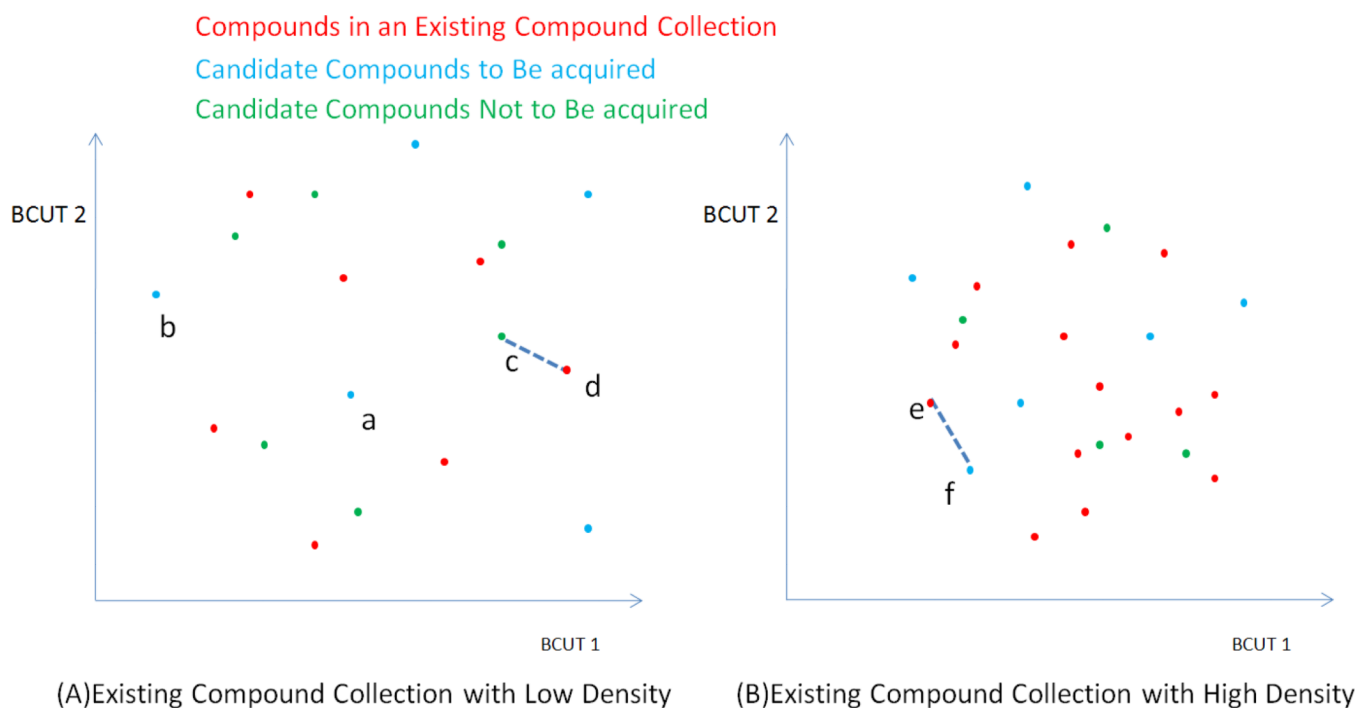 Compounds in an Existing Compound Collection
Candidate Compounds to Be acquired
Candidate Compounds Not to Be acquired
BCUT 2
b
a
c
d
BCUT 1
(A)Existing Compound Collection with Low Density
BCUT 2
e
f
BCUT 1
(B)Existing Compound Collection with High Density